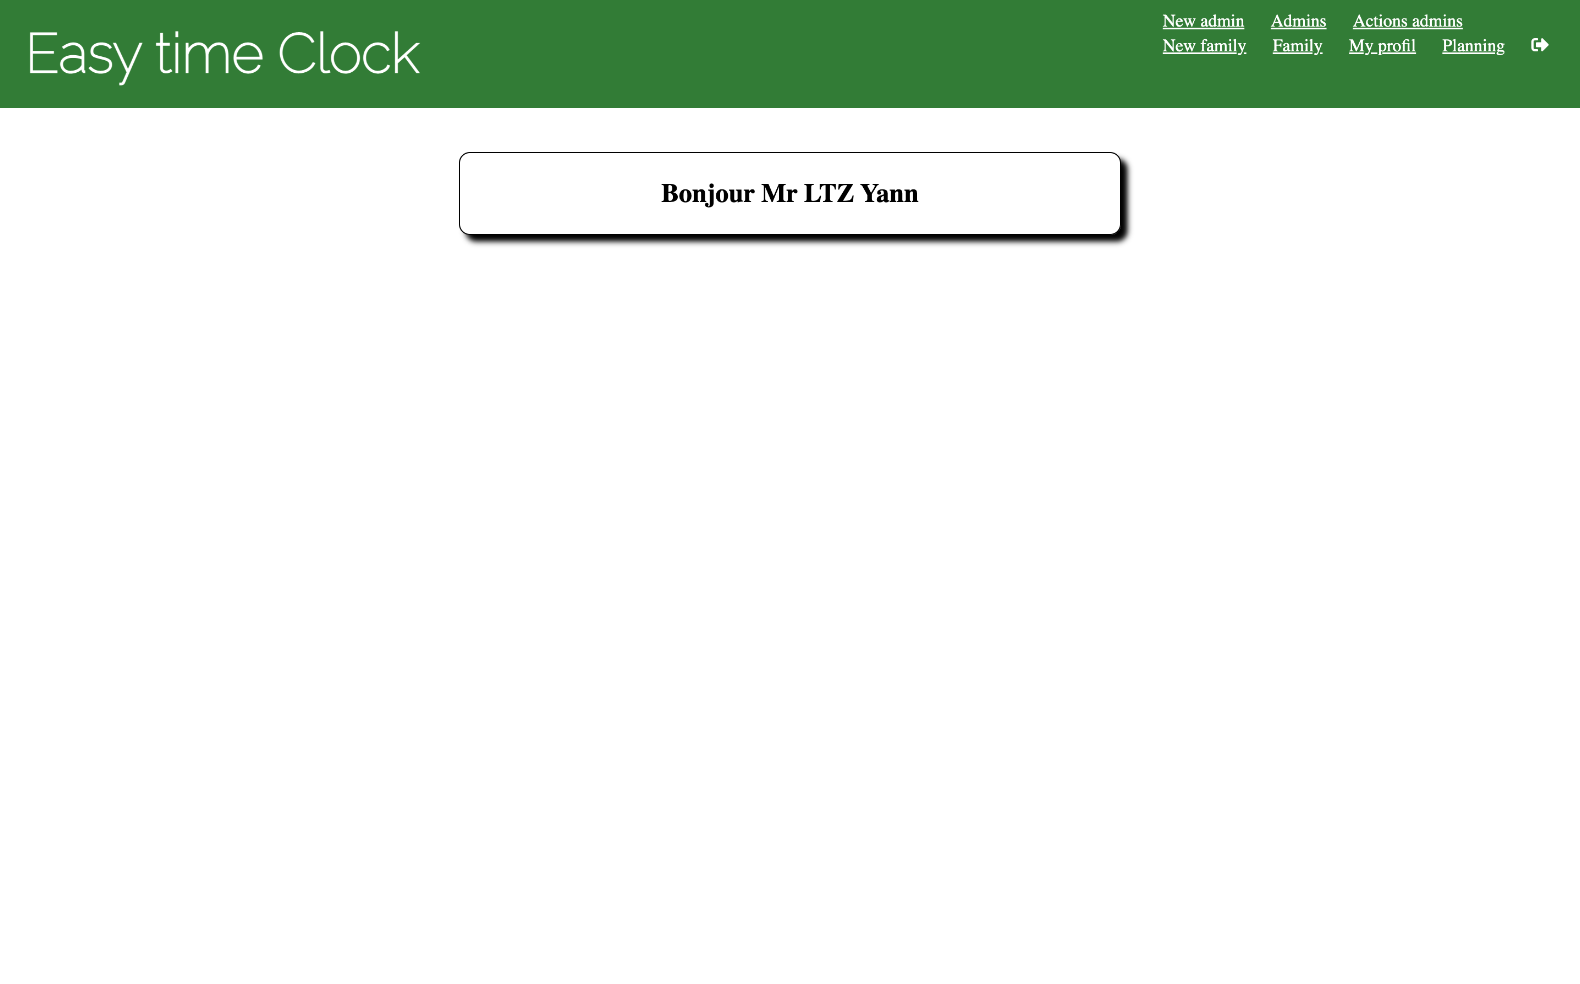 Easy time Clock
New admin Admins Actions admins
New family Family My profil Planning
Bonjour Mr LTZ Yann